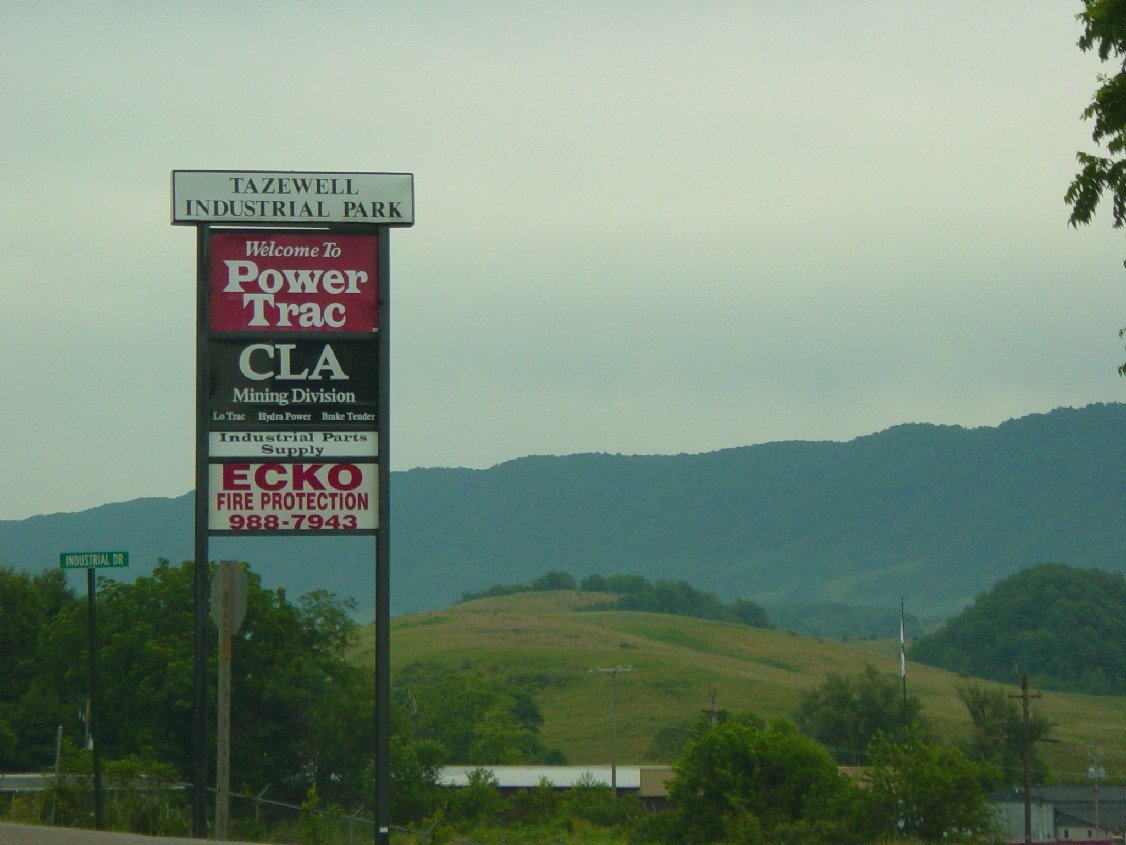 TAZEWELL
INDUSTRIAL PARK
Welcome To
Power
Trac
CLA
Mining Division
Lo Trac Hydra Power Brake Tender
Industrial Parts
Supply
ECKO
FIRE PROTECTION
988-7943
INDUSTRIAL DR